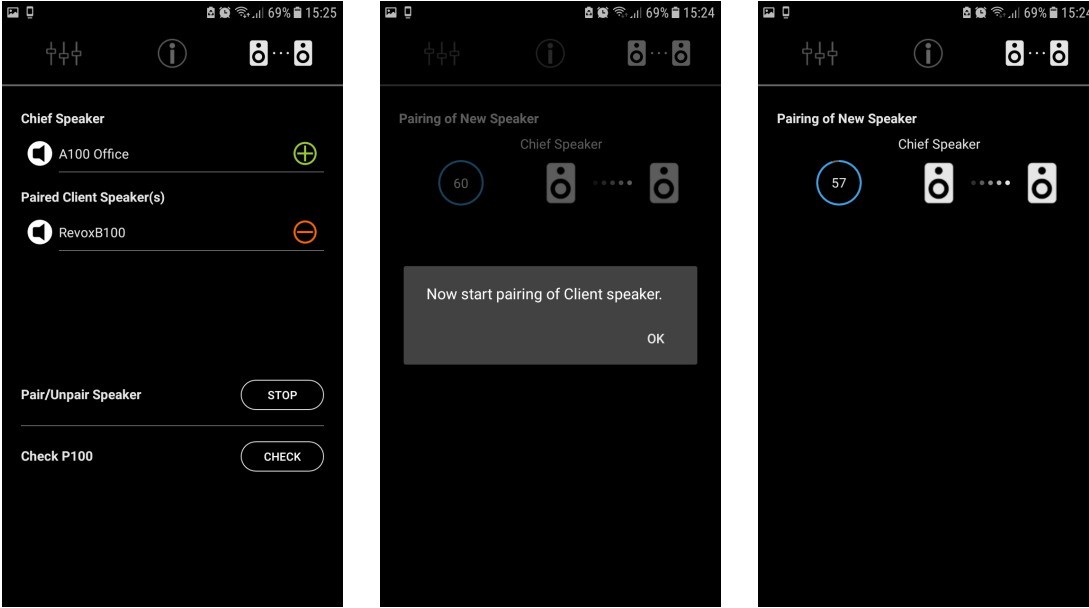 69% 15:25
Chief Speaker
A100 Office
Paired Client Speaker(s)
RevoxB100
Pair/Unpair Speaker STOP
Check P100 CHECK
69% 15:24
Pairing of New Speaker
Chief Speaker
60
Now start pairing of Client speaker.
OK
69% 15:24
Pairing of New Speaker
Chief Speaker
57